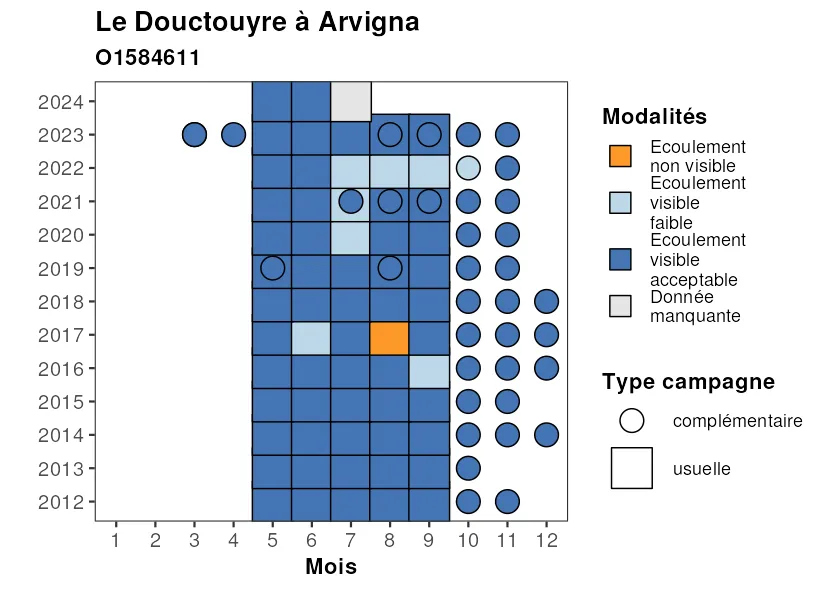 Le Douctouyre à Arvigna
O1584611
2024
2023
2022
2021
2020
2019
2018
2017
2016
2015
2014
2013
2012
1 2 3 4 5 6 7 8 9 10 11 12
Mois
Modalités
Ecoulement
non visible
Ecoulement
visible
faible
Ecoulement
visible
acceptable
Donnée
manquante
Type campagne
complémentaire
usuelle